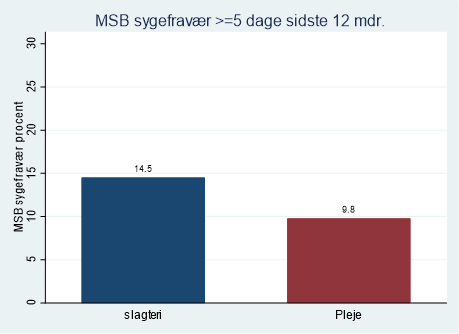 MSB sygefravær >=5 dage sidste 12 mdr.
MSB sygefravær procent
30
25
20
15
10
5
0
14.5
9.8
slagteri
Pleje